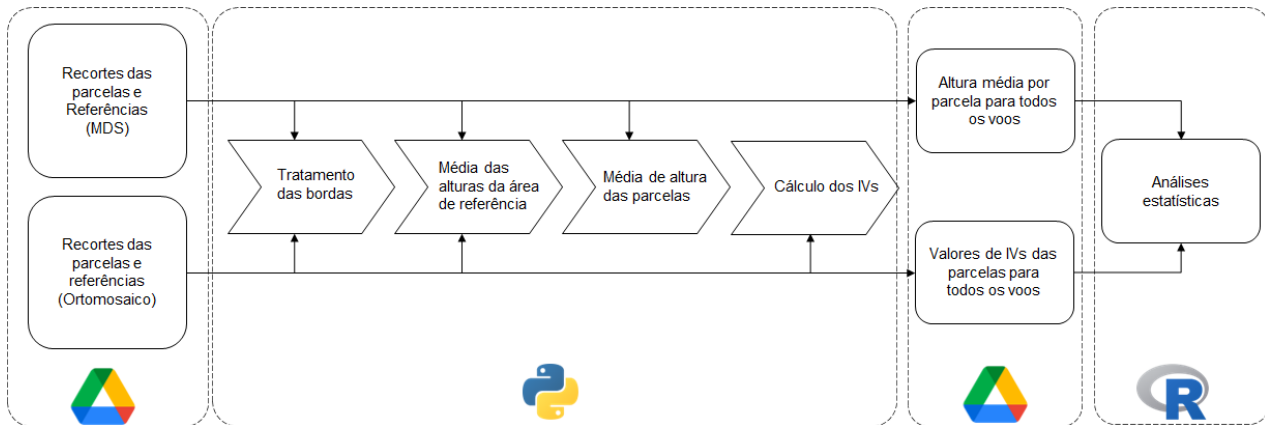 Recortes das
parcelas e
Referências
(MDS)
Recortes das
parcelas e
referências
(Ortomosaico)
Tratamento
das bordas
Média das
alturas da área
de referência
Média de altura
das parcelas
Cálculo dos IVs
Altura média por
parcela para todos
os voos
Valores de IVs das
parcelas para
todos os voos
Análises
estatísticas
R